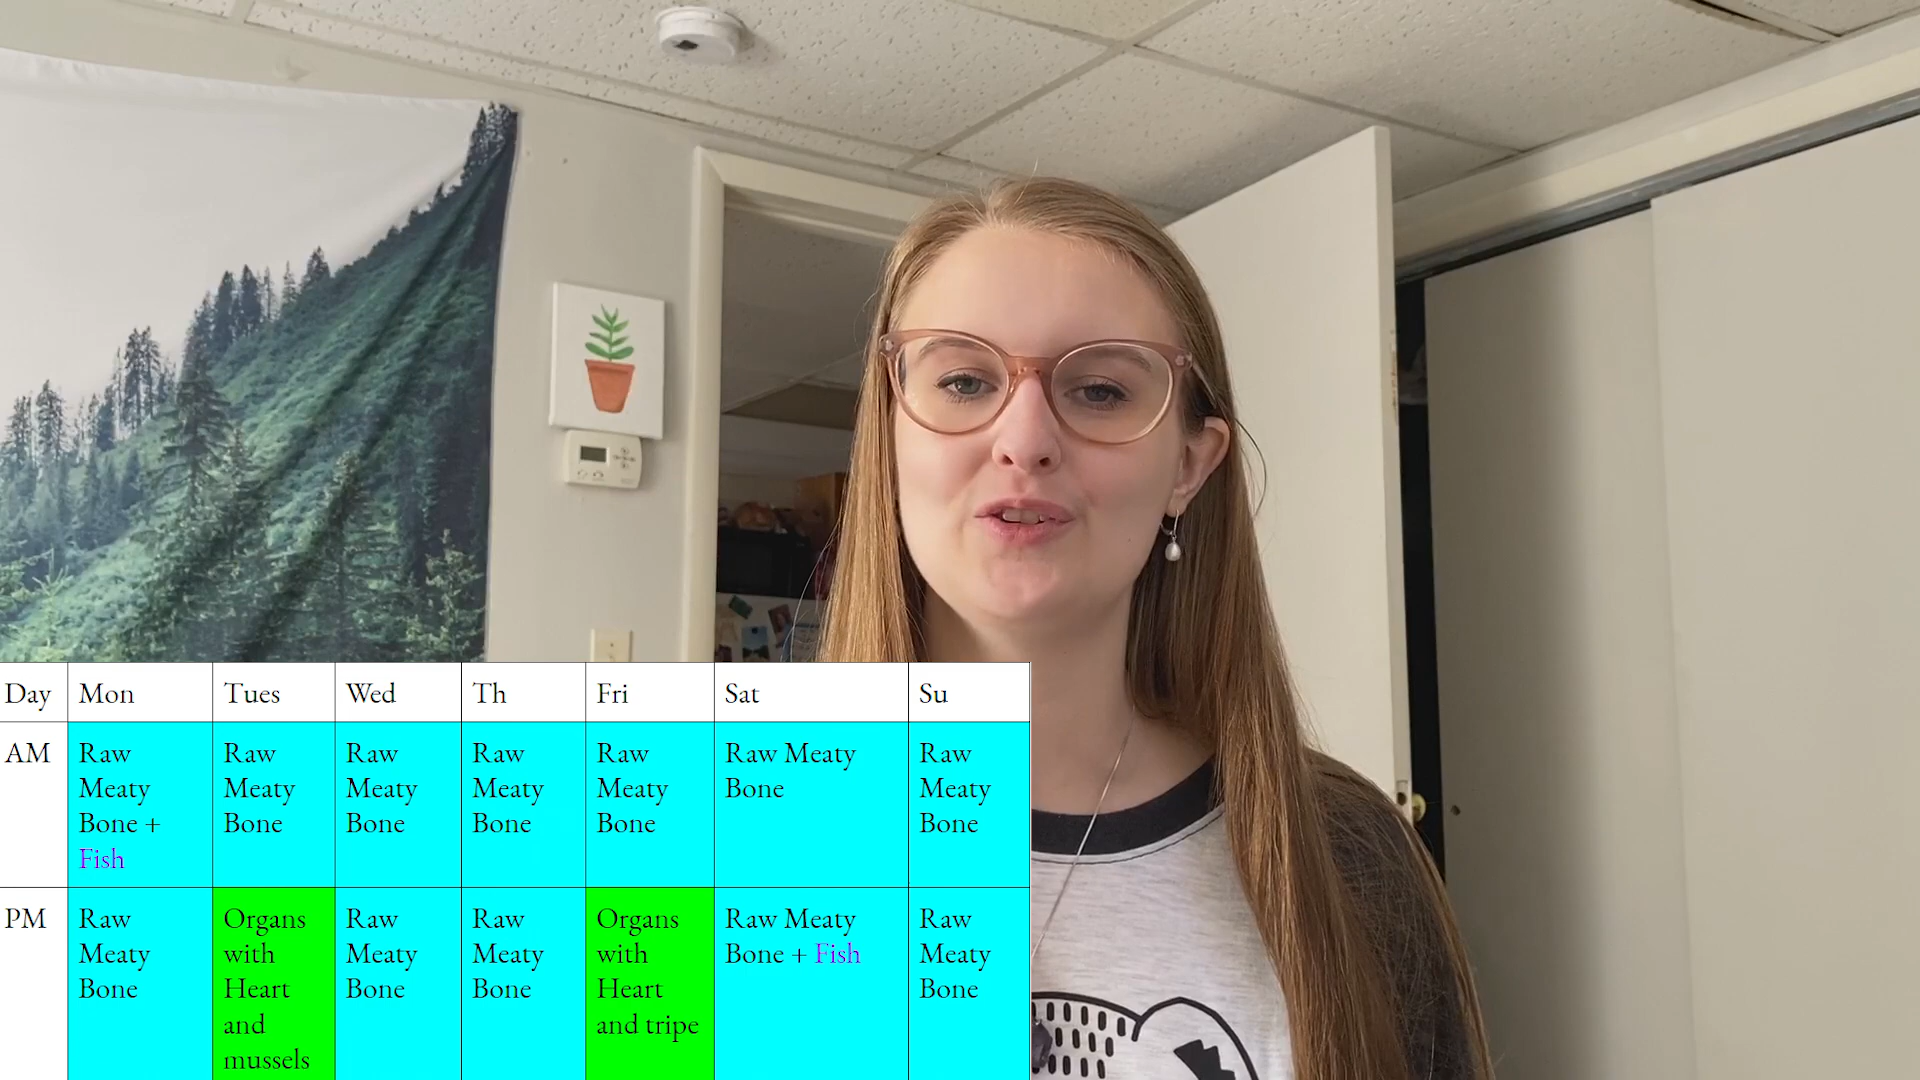 Day Mon Tues Wed Th Fri Sat Su
AM
Raw
Meaty
Bone +
Fish
Raw
Meaty
Bone
Raw
Meaty
Bone
Raw
Meaty
Bone
Raw
Meaty
Bone
Raw Meaty
Bone
Raw
Meaty
Bone
PM
Raw
Meaty
Bone
Organs
with
Heart
and
mussels
Raw
Meaty
Bone
Raw
Meaty
Bone
Organs
with
Heart
and tripe
Raw Meaty
Bone + Fish
Raw
Meaty
Bone